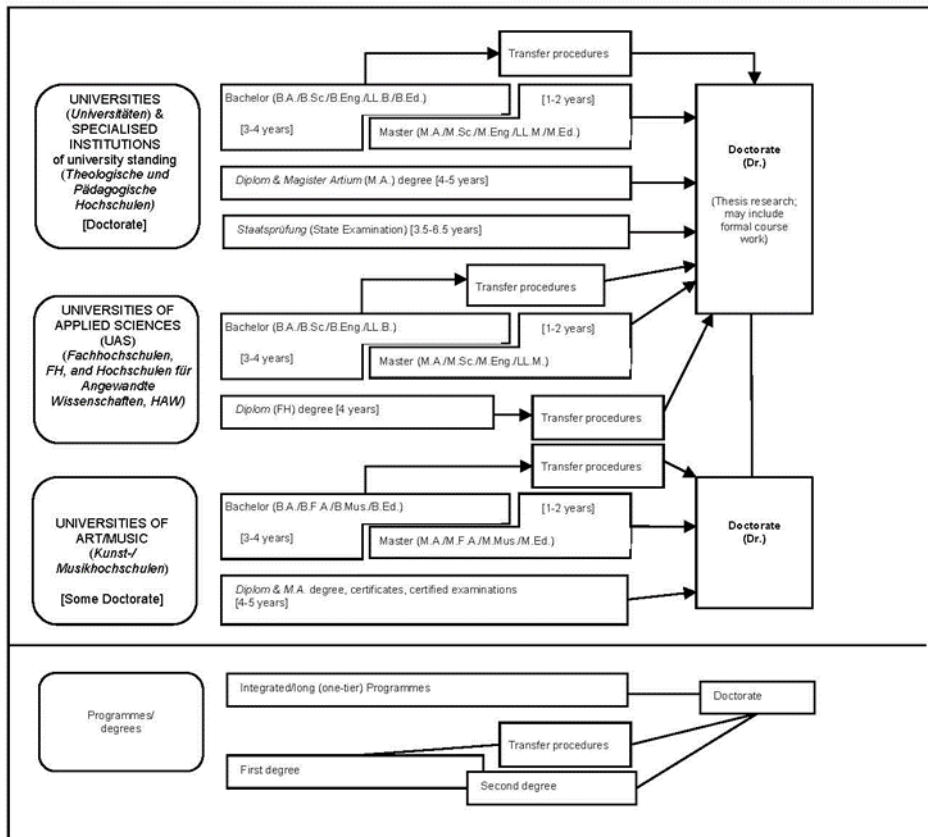 Transfer procedures
UNIVERSITIES
(Universitäten) &
SPECIALISED
INSTITUTIONS
of university standing
(Theologische und
Pädagogische
Hochschulen)
[Doctorate]
Bachelor (B.A./B.Sc./B.Eng./LL.B./B.Ed.)
[3-4 years]
[1-2 years]
Master (M.A./M.Sc./M.Eng./LL.M./M.Ed.)
Diplom & Magister Artium (M.A.) degree [4-5 years]
Staatsprüfung (State Examination) [3.5-6.5 years]
Doctorate
(Dr.)
(Thesis research;
may include
formal course
work)
Transfer procedures
UNIVERSITIES OF
APPLIED SCIENCES
(UAS)
(Fachhochschulen,
FH, and Hochschulen für
Angewandte
Wissenschaften, HAW)
Bachelor (B.A./B.Sc./B.Eng./LL.B.)
[3-4 years]
[1-2 years]
Master (M.A./M.Sc./M.Eng./LL.M.)
Diplom (FH) degree [4 years]
Transfer procedures
Transfer procedures
UNIVERSITIES OF
ART/MUSIC
(Kunst-/
Musikhochschulen)
[Some Doctorate]
Bachelor (B.A./B.F.A./B.Mus./B.Ed.)
[3-4 years]
[1-2 years]
Master (M.A./M.F.A./M.Mus./M.Ed.)
Diplom & M.A. degree, certificates, certified examinations
[4-5 years]
Doctorate
(Dr.)
Programmes/
degrees
Integrated/long (one-tier) Programmes
Doctorate
Transfer procedures
First degree
Second degree